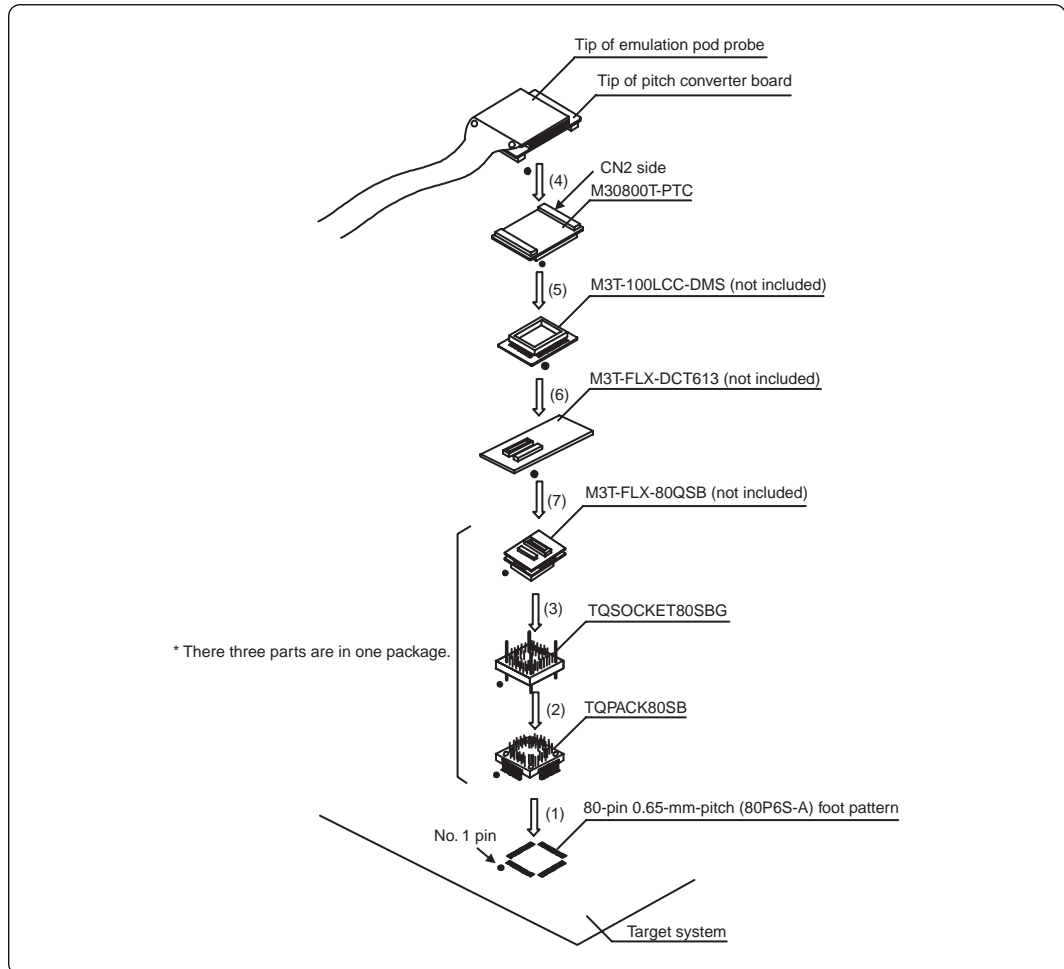 Tip of emulation pod probe
Tip of pitch converter board
CN2 side
(4)
M30800T-PTC
(5)
M3T-100LCC-DMS (not included)
M3T-FLX-DCT613 (not included)
(6)
(7)
M3T-FLX-80QSB (not included)
(3)
TQSOCKET80SBG
* There three parts are in one package.
(2)
TQPACK80SB
(1)
80-pin 0.65-mm-pitch (80P6S-A) foot pattern
No. 1 pin
Target system